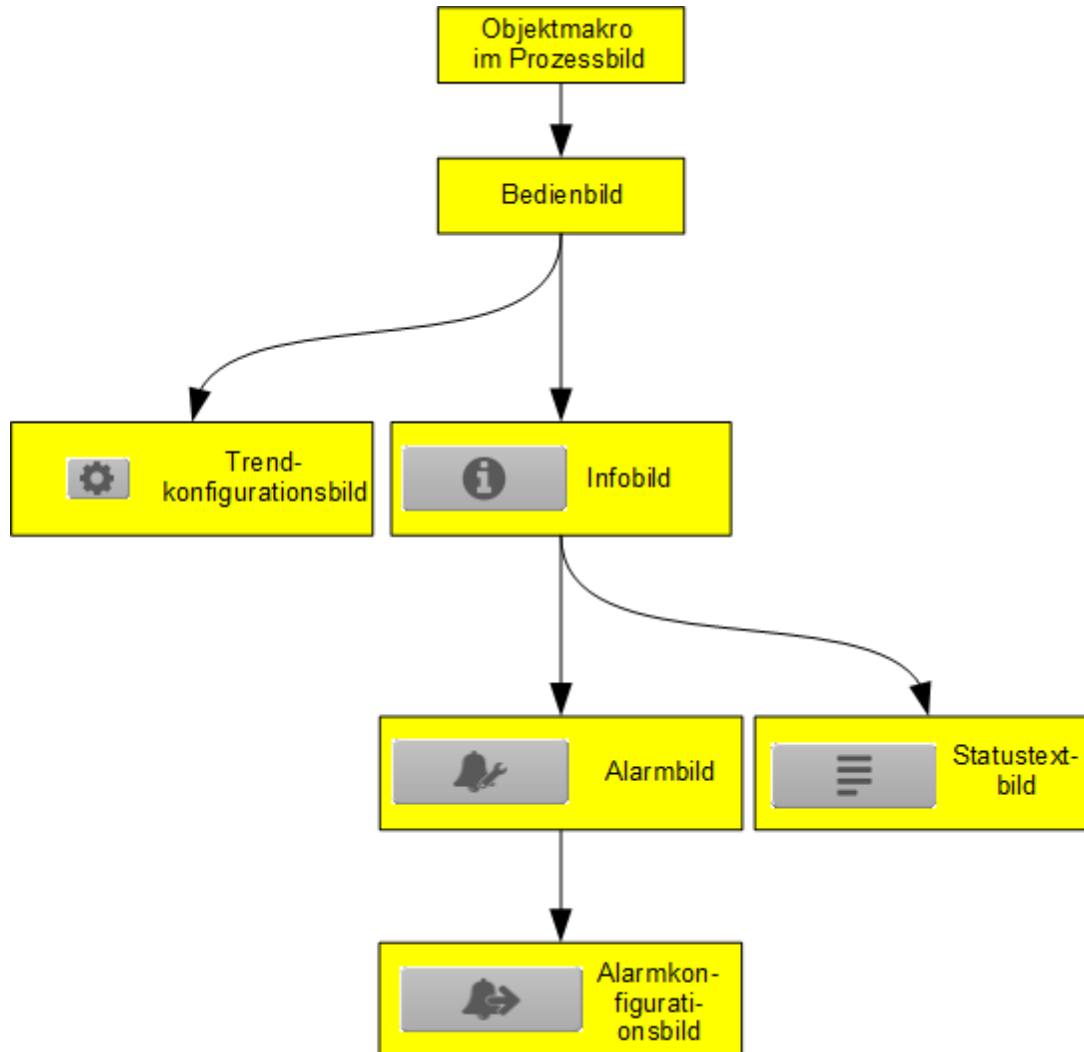 Objektmakro
im Prozessbild
Bedienbild
Trend-
konfigurationsbild
Infobild
Alarmbild
Statustext-
bild
Alarmkon-
figurati-
onsbild